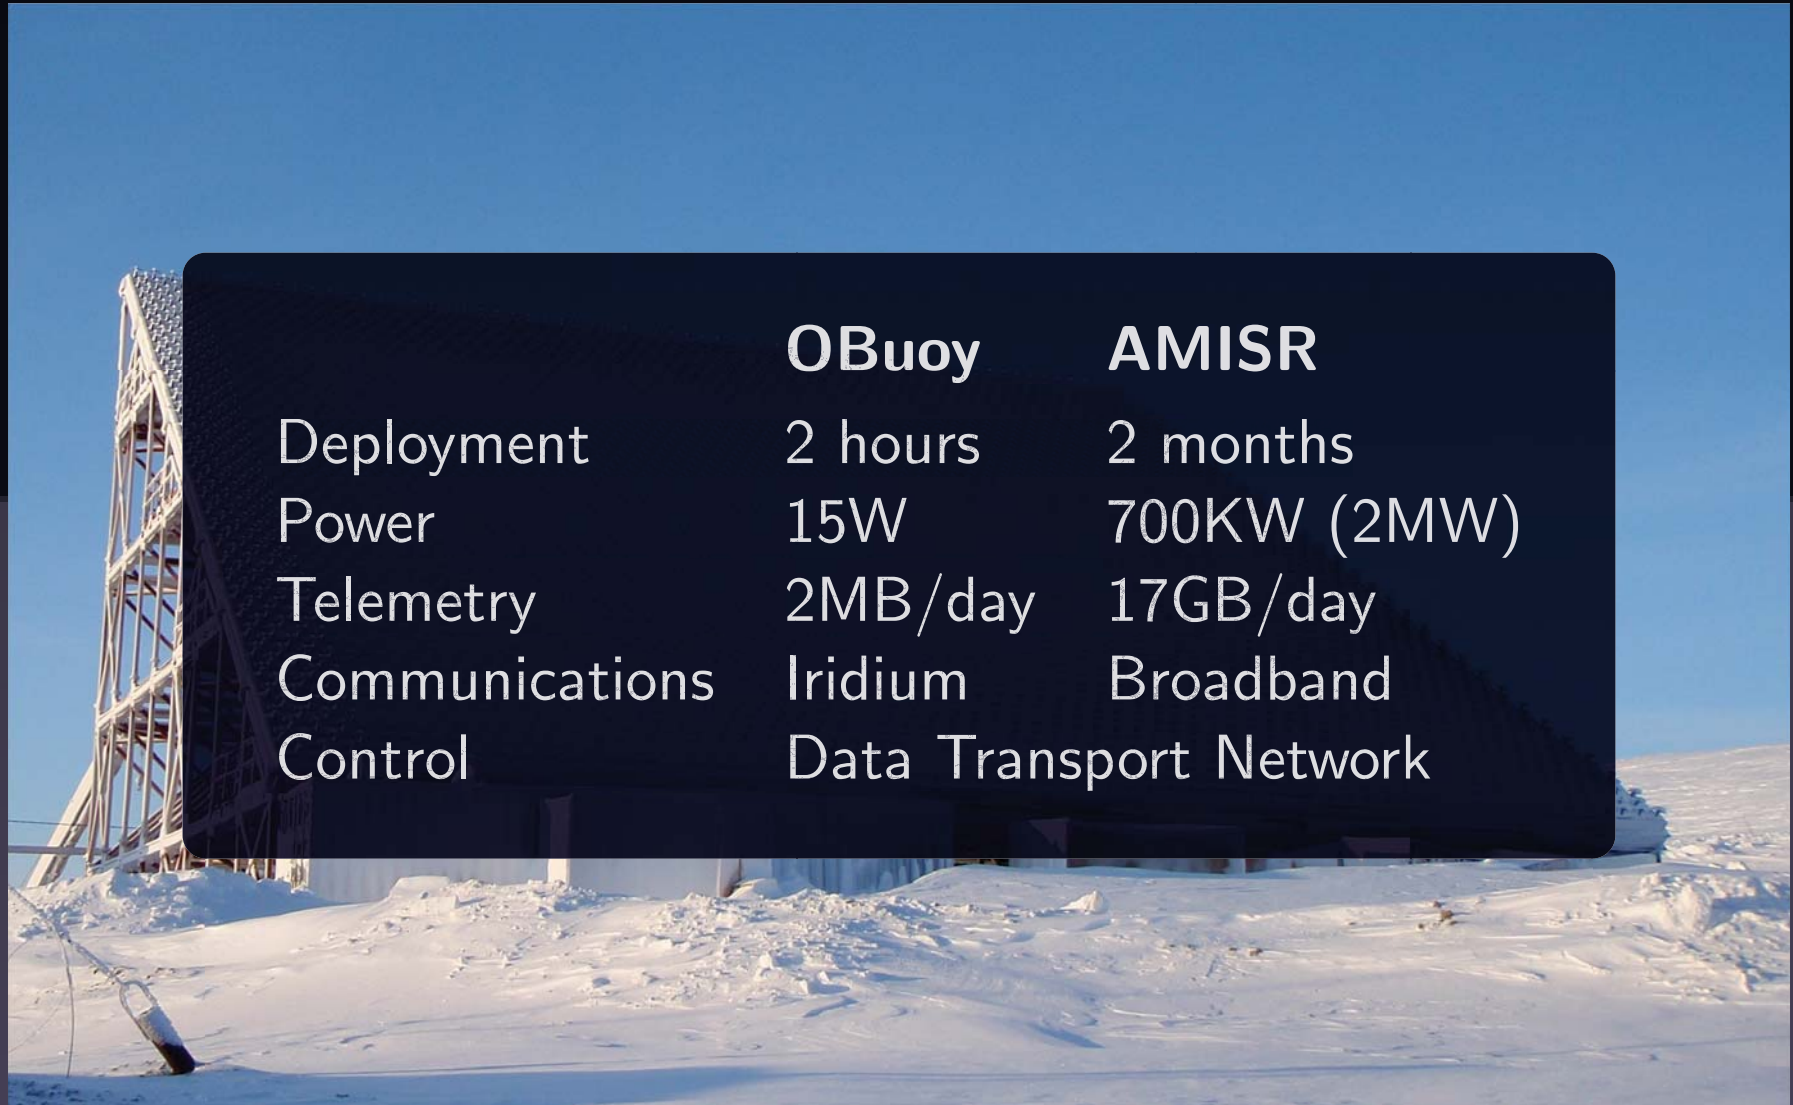 OBuoy AMISR
Deployment 2 hours 2 months
Power 15W 700KW (2MW)
Telemetry 2MB/day 17GB/day
Communications Iridium Broadband
Control Data Transport Network